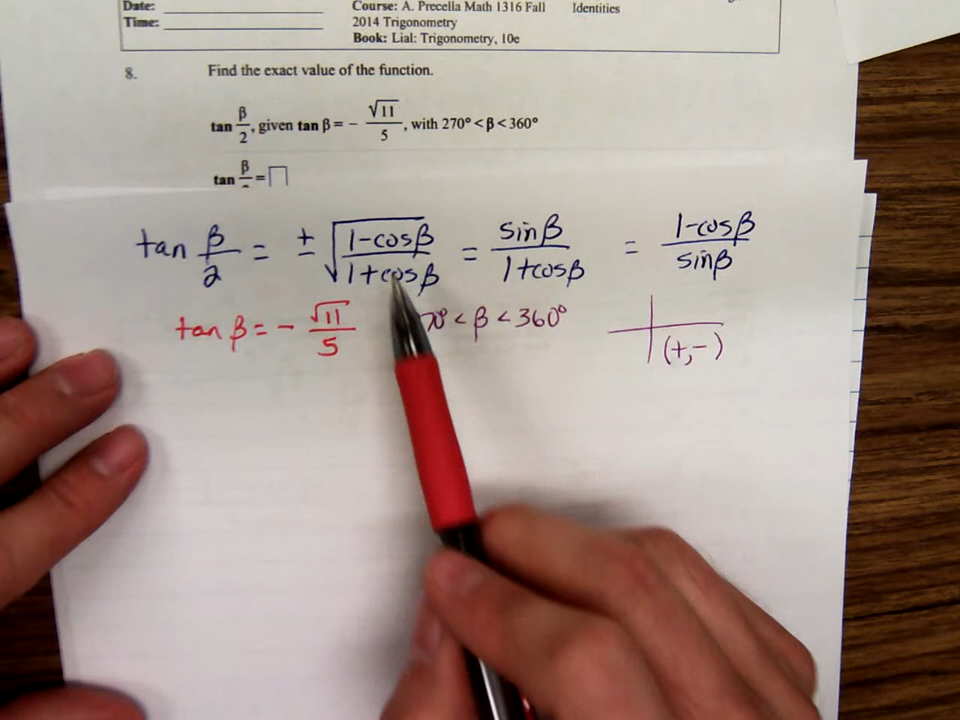 Date: Course: A. Precella Math 1316 Fall Identities
Time: 2014 Trigonometry
Book: Lial: Trigonometry, 10e
8. Find the exact value of the function.
tan β/2, given tan β = - √11/5, with 270° < β < 360°
tan β/ = □
tan β/2 = ± √(1-cosβ/1+cosβ) = sinβ/1+cosβ = 1-cosβ/sinβ
tan β = - √11/5 70° < β < 360° (+,-)